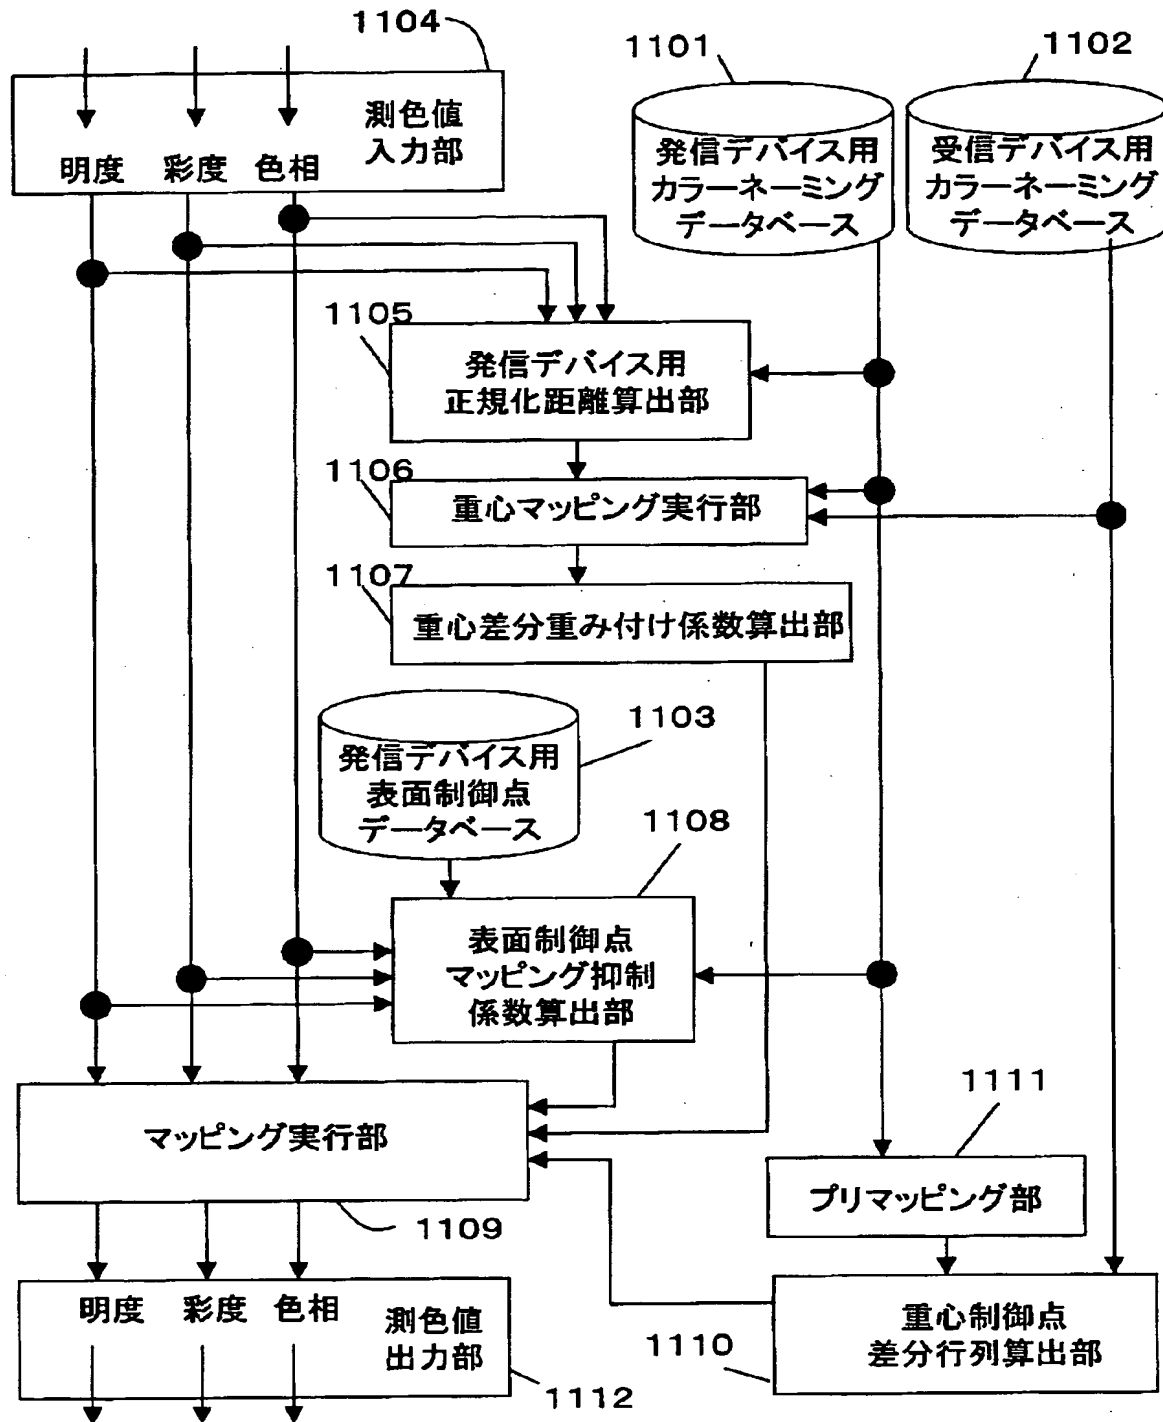 1104
測色値
入力部
明度 彩度 色相
1101
発信デバイス用
カラーネーミング
データベース
1102
受信デバイス用
カラーネーミング
データベース
1105
発信デバイス用
正規化距離算出部
1106
重心マッピング実行部
1107
重心差分重み付け係数算出部
1103
発信デバイス用
表面制御点
データベース
1108
表面制御点
マッピング抑制
係数算出部
マッピング実行部
1109
1111
プリマッピング部
重心制御点
差分行列算出部
1110
明度 彩度 色相
測色値
出力部
1112